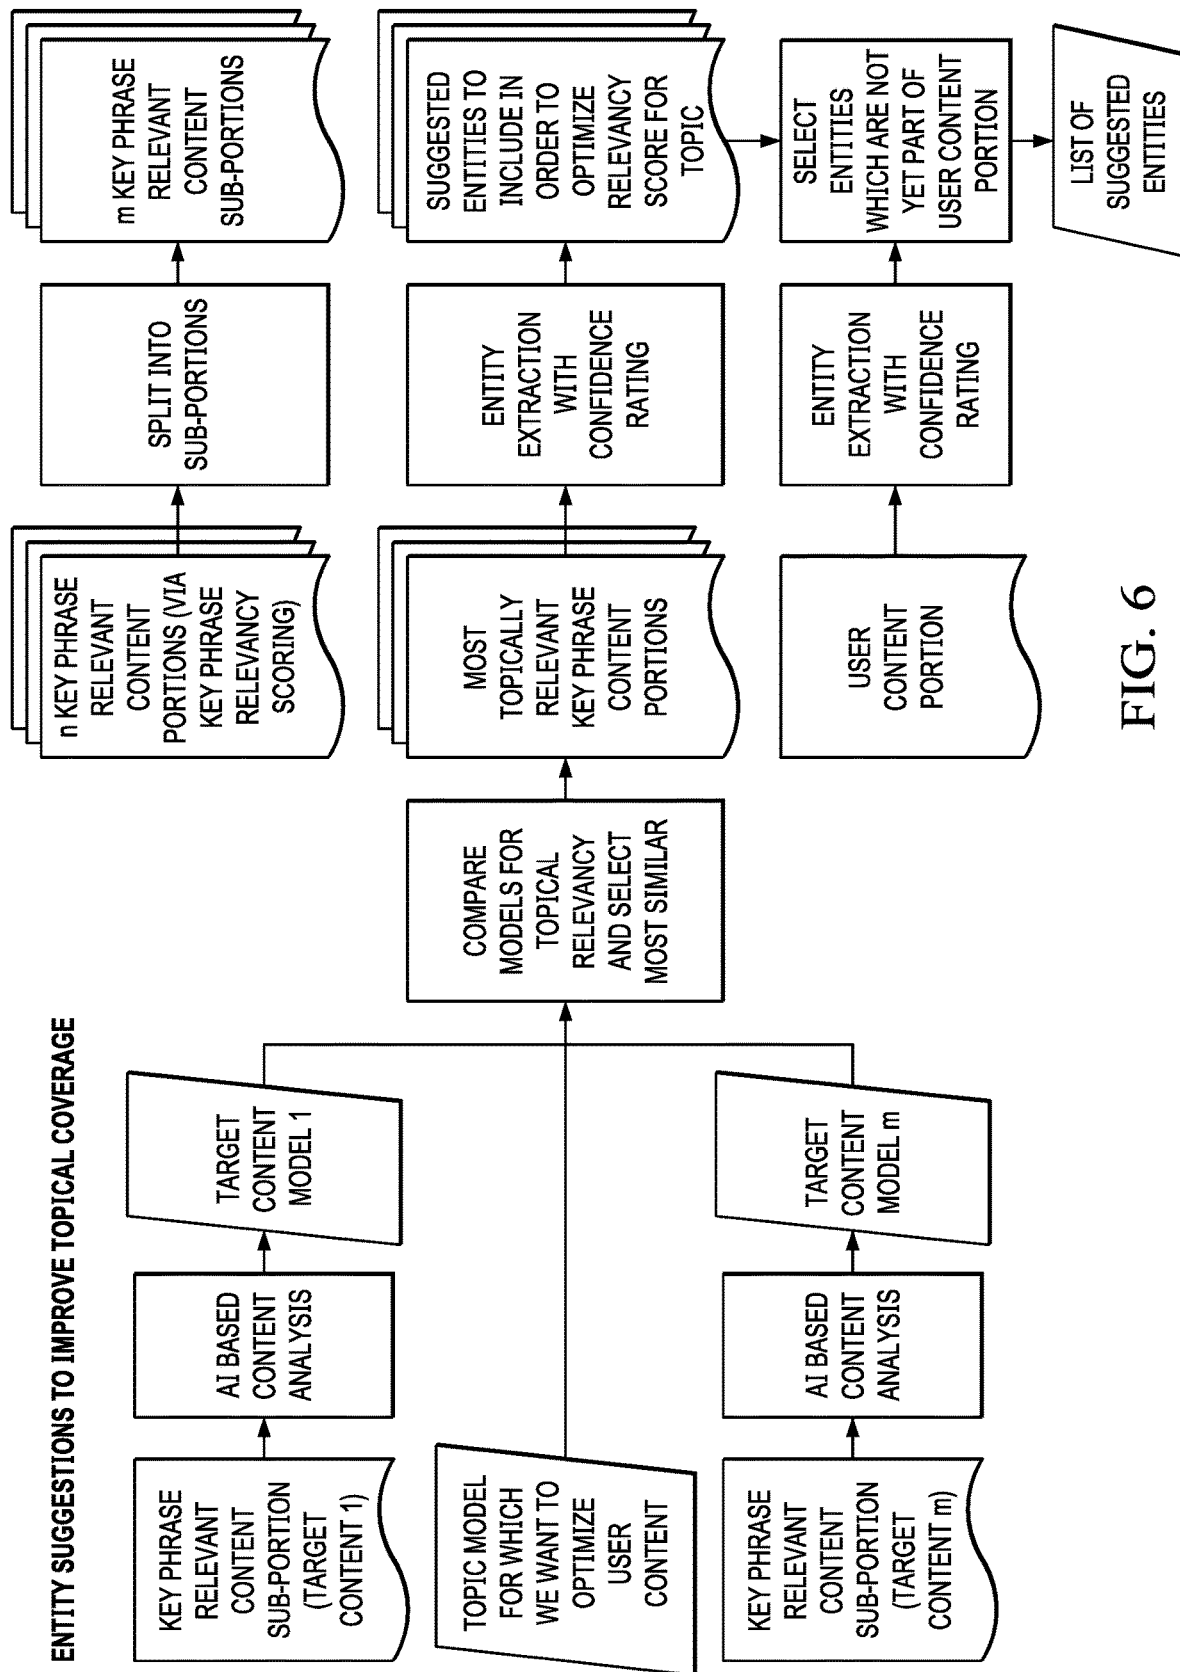 ENTITY SUGGESTIONS TO IMPROVE TOPICAL COVERAGE
n KEY PHRASE
RELEVANT
CONTENT
PORTIONS (VIA
KEY PHRASE
RELEVANCY
SCORING)
SPLIT INTO
SUB-PORTIONS
m KEY PHRASE
RELEVANT
CONTENT
SUB-PORTIONS
KEY PHRASE
RELEVANT
CONTENT
SUB-PORTION
(TARGET
CONTENT 1)
AI BASED
CONTENT
ANALYSIS
TARGET
CONTENT
MODEL 1
TOPIC MODEL
FOR WHICH
WE WANT TO
OPTIMIZE
USER
CONTENT
KEY PHRASE
RELEVANT
CONTENT
SUB-PORTION
(TARGET
CONTENT m)
AI BASED
CONTENT
ANALYSIS
TARGET
CONTENT
MODEL m
COMPARE
MODELS FOR
TOPICAL
RELEVANCY
AND SELECT
MOST SIMILAR
MOST
TOPICALLY
RELEVANT
KEY PHRASE
CONTENT
PORTIONS
ENTITY
EXTRACTION
WITH
CONFIDENCE
RATING
SUGGESTED
ENTITIES TO
INCLUDE IN
ORDER TO
OPTIMIZE
RELEVANCY
SCORE FOR
TOPIC
USER
CONTENT
PORTION
ENTITY
EXTRACTION
WITH
CONFIDENCE
RATING
SELECT
ENTITIES
WHICH ARE NOT
YET PART OF
USER CONTENT
PORTION
LIST OF
SUGGESTED
ENTITIES
FIG. 6